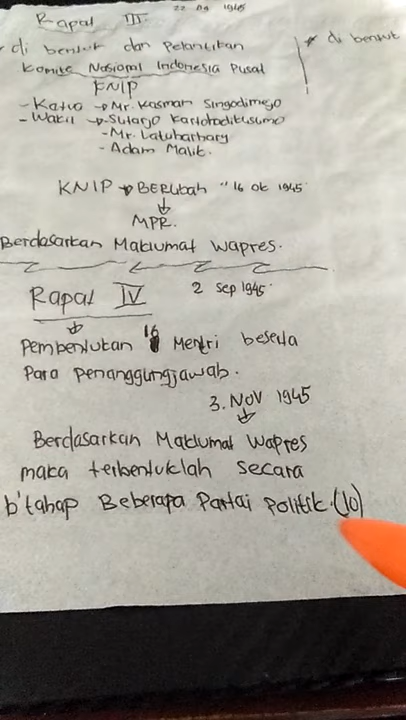 22 Ag 1945
Rapat III
di bentuk dan Pelantikan
Komite Nasional Indonesia Pusat
KNIP
- Ketua → Mr. Kasman Singodimejo
- Wakil → Sutarjo Kartohadikusumo
- Mr. Latuharhary
- Adam Malik.
* di bentuk
KNIP → BERUbah "16 ok 1945
MPR.
Berdasarkan Maklumat Wapres.
Rapat IV 2 Sep 1945
Pembentukan 16 Mentri beserta
Para Penanggungjawab.
3. NOV 1945
Berdasarkan Maklumat Wapres
maka terbentuklah secara
b'tahap Beberapa Partai Politik. (10)